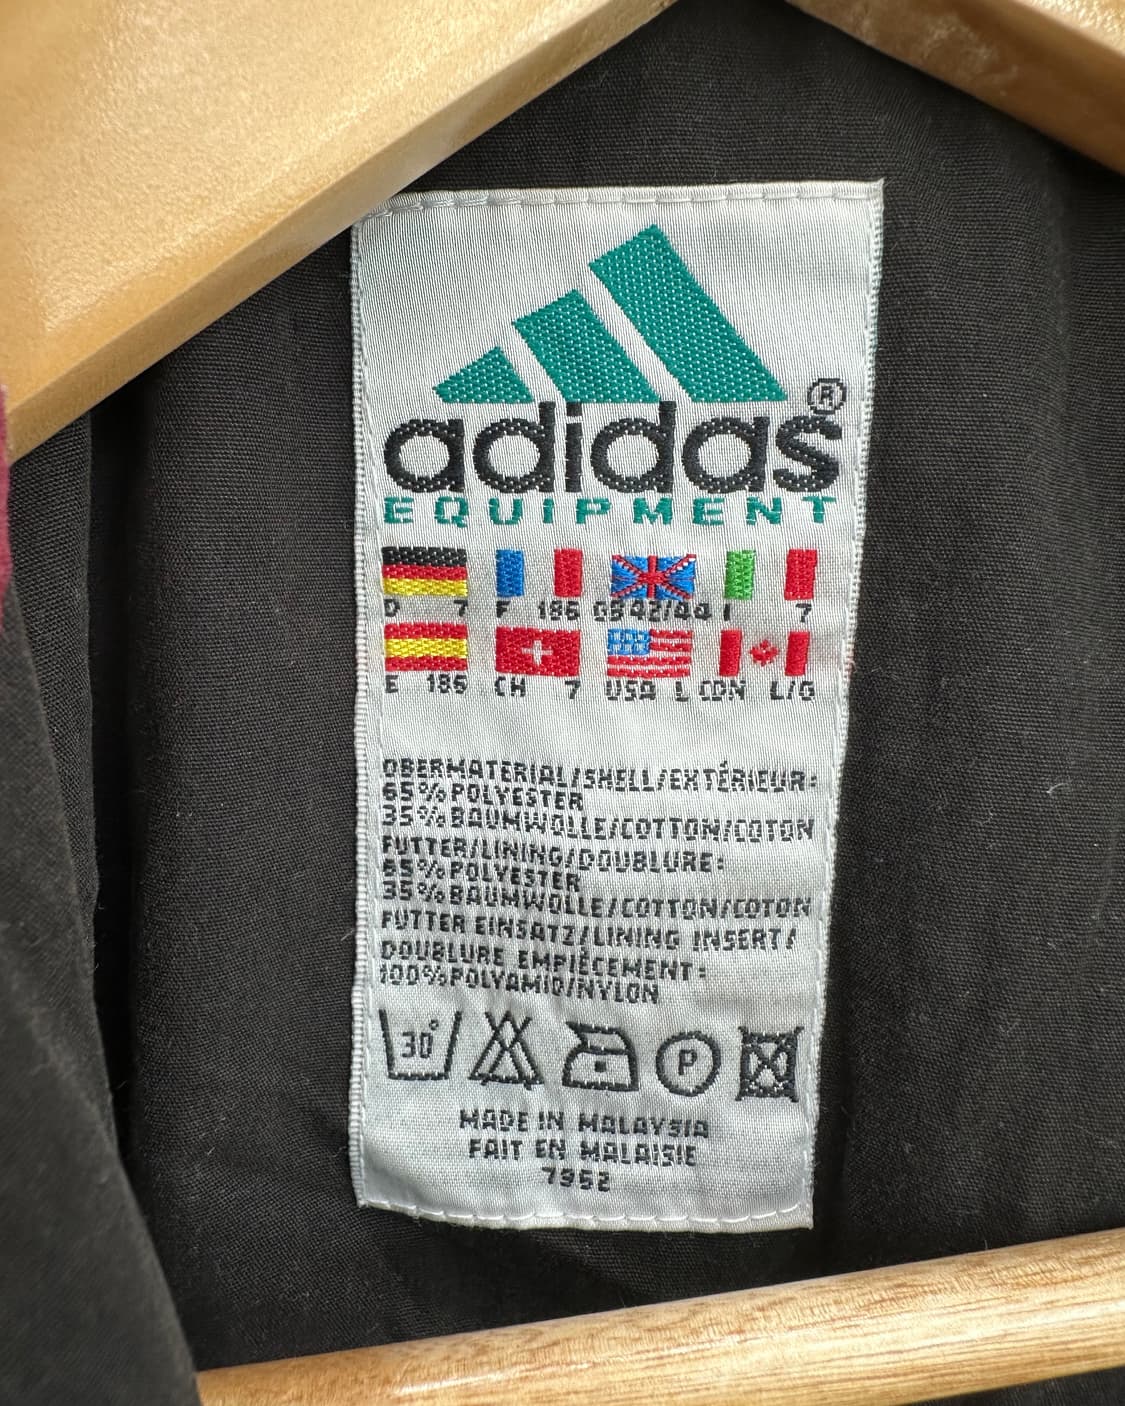 adidas®
EQUIPMENT
D 7 F 186 GB 42/44 I 7
E 186 CH 7 USA L CDN L/G
OBERMATERIAL/SHELL/EXTÉRIEUR:
65% POLYESTER
35% BAUMWOLLE/COTTON/COTON
FUTTER/LINING/DOUBLURE:
65% POLYESTER
35% BAUMWOLLE/COTTON/COTON
FUTTER EINSATZ/LINING INSERT/
DOUBLURE EMPIÈCEMENT:
100% POLYAMID/NYLON
30° P
MADE IN MALAYSIA
FAIT EN MALAISIE
7952